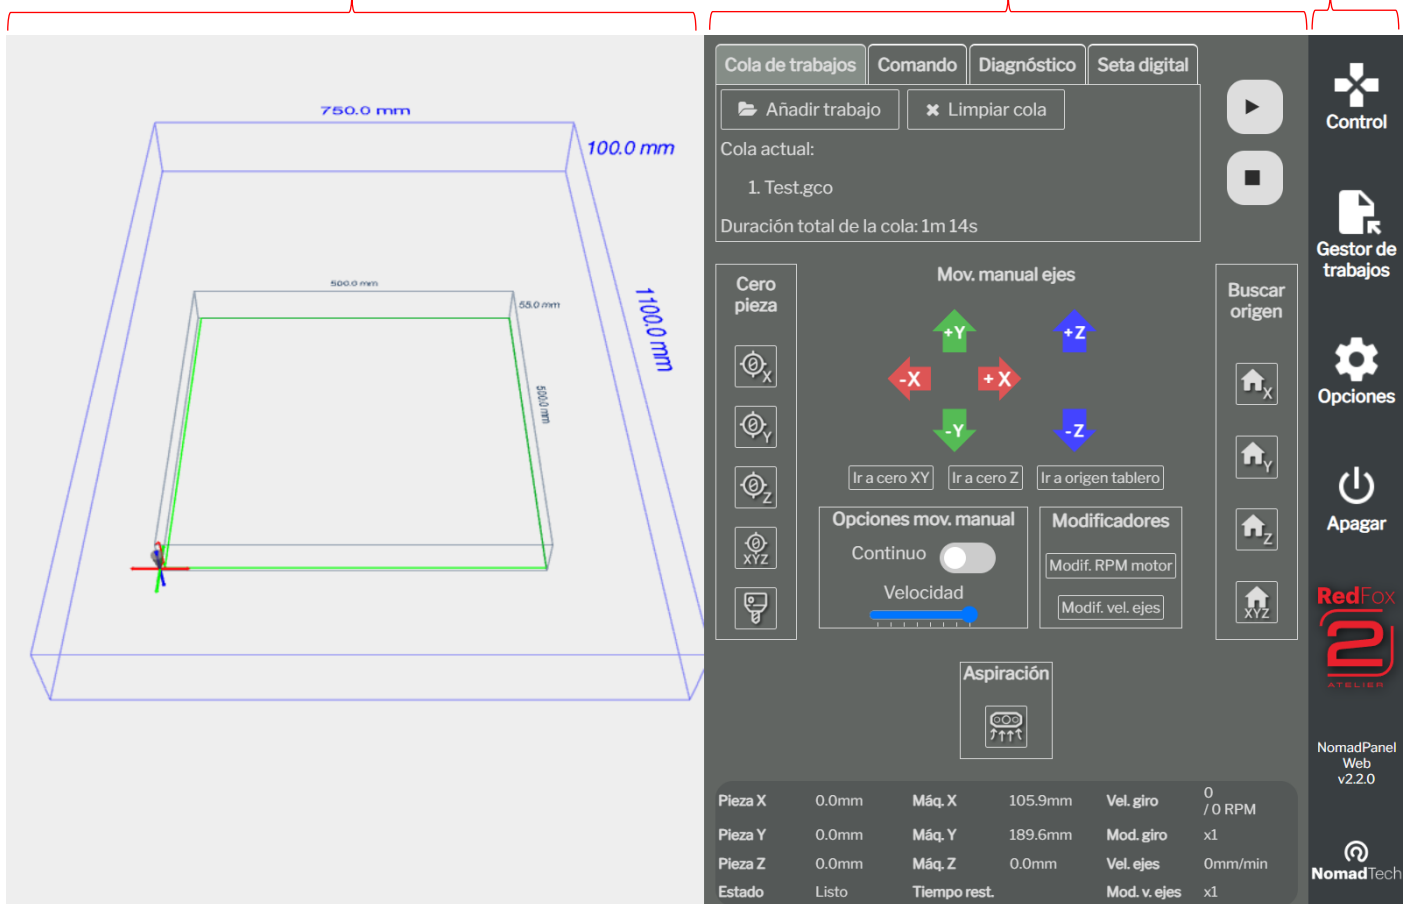 750.0 mm
100.0 mm
1100.0 mm
500.0 mm
55.0 mm
500.0 mm
Cola de trabajos
Comando
Diagnóstico
Seta digital
Añadir trabajo
Limpiar cola
Cola actual:
1. Test.gco
Duración total de la cola: 1m 14s
Cero
pieza
0 X
0 Y
0 Z
0
XYZ
Mov. manual ejes
+Y
+Z
-X
+ X
-Y
-Z
Ir a cero XY
Ir a cero Z
Ir a origen tablero
Opciones mov. manual
Continuo
Velocidad
Modificadores
Modif. RPM motor
Modif. vel. ejes
Buscar
origen
X
Y
Z
XYZ
Aspiración
Pieza X 0.0mm Máq. X 105.9mm Vel. giro 0 / 0 RPM
Pieza Y 0.0mm Máq. Y 189.6mm Mod. giro x1
Pieza Z 0.0mm Máq. Z 0.0mm Vel. ejes 0mm/min
Estado Listo Tiempo rest. Mod. v. ejes x1
Control
Gestor de
trabajos
Opciones
Apagar
RedFox
2
ATELIER
NomadPanel
Web
v2.2.0
NomadTech